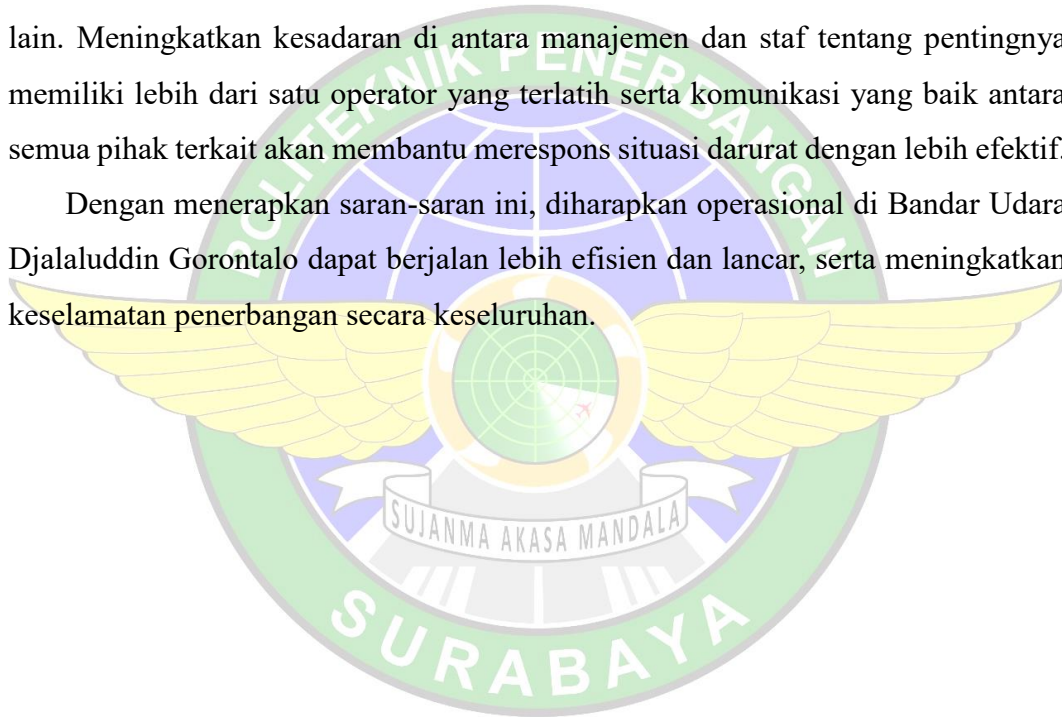 lain. Meningkatkan kesadaran di antara manajemen dan staf tentang pentingnya
memiliki lebih dari satu operator yang terlatih serta komunikasi yang baik antara
semua pihak terkait akan membantu merespons situasi darurat dengan lebih efektif.
Dengan menerapkan saran-saran ini, diharapkan operasional di Bandar Udara
Djalaluddin Gorontalo dapat berjalan lebih efisien dan lancar, serta meningkatkan
keselamatan penerbangan secara keseluruhan.
POLITEKNIK PENERBANGAN
SUJANMA AKASA MANDALA
SURABAYA